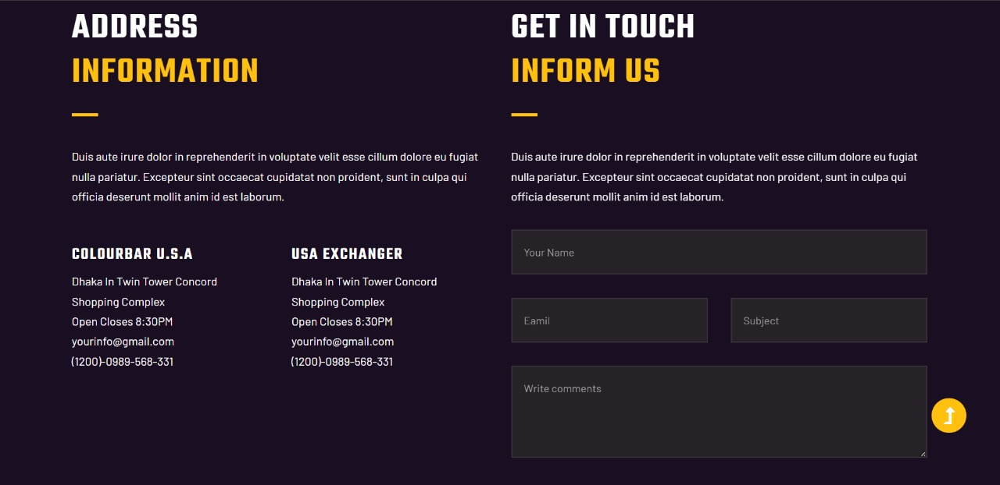 ADDRESS
INFORMATION
Duis aute irure dolor in reprehenderit in voluptate velit esse cillum dolore eu fugiat
nulla pariatur. Excepteur sint occaecat cupidatat non proident, sunt in culpa qui
officia deserunt mollit anim id est laborum.
COLOURBAR U.S.A
Dhaka In Twin Tower Concord
Shopping Complex
Open Closes 8:30PM
yourinfo@gmail.com
(1200)-0989-568-331
USA EXCHANGER
Dhaka In Twin Tower Concord
Shopping Complex
Open Closes 8:30PM
yourinfo@gmail.com
(1200)-0989-568-331
GET IN TOUCH
INFORM US
Duis aute irure dolor in reprehenderit in voluptate velit esse cillum dolore eu fugiat
nulla pariatur. Excepteur sint occaecat cupidatat non proident, sunt in culpa qui
officia deserunt mollit anim id est laborum.
Your Name
Eamil
Subject
Write comments